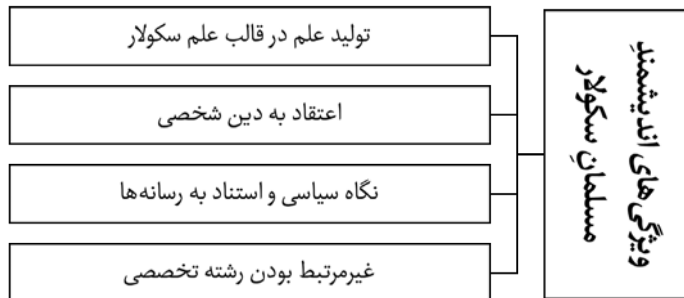 ویژگی‌های اندیشمندِ
مسلمانِ سکولار
تولید علم در قالب علم سکولار
اعتقاد به دین شخصی
نگاه سیاسی و استناد به رسانه‌ها
غیرمرتبط بودن رشته تخصصی